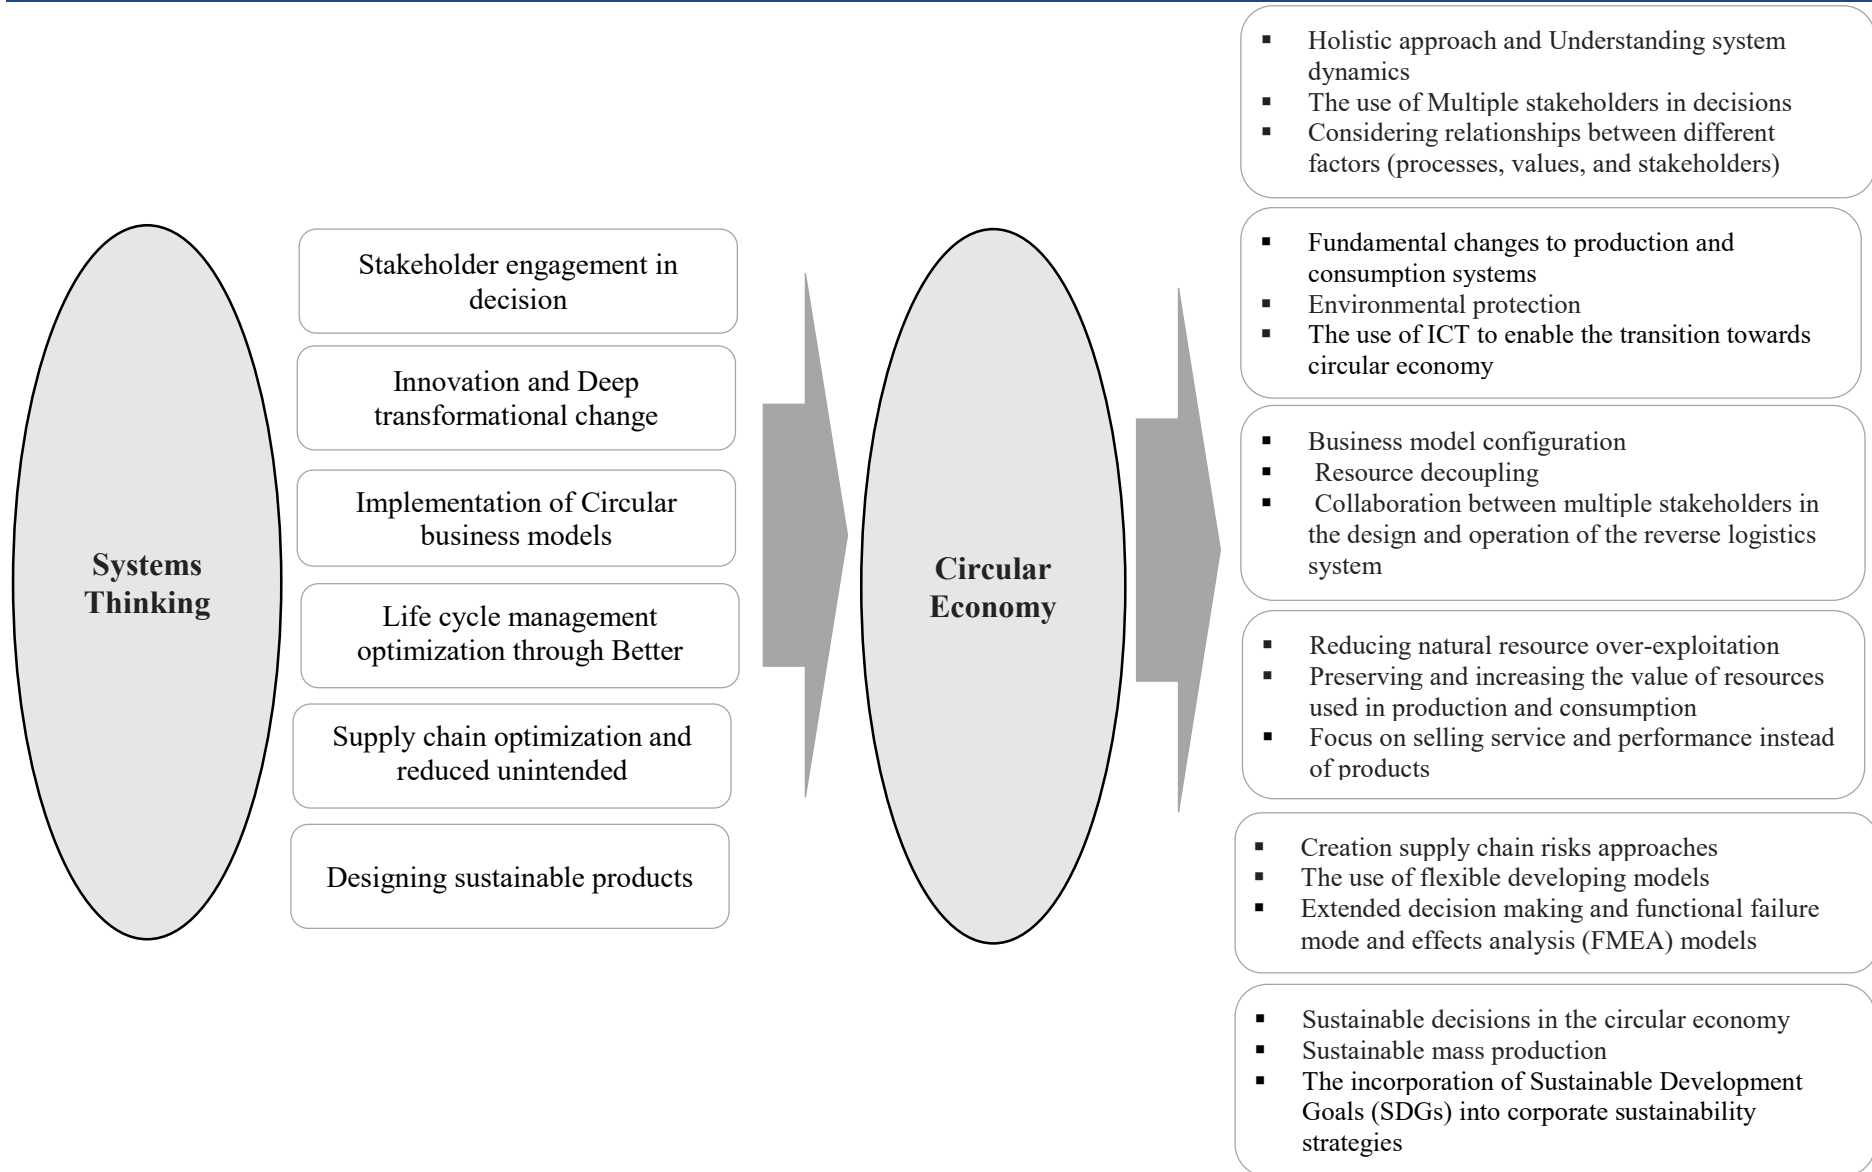 Systems
Thinking
Stakeholder engagement in
decision
Innovation and Deep
transformational change
Implementation of Circular
business models
Life cycle management
optimization through Better
Supply chain optimization and
reduced unintended
Designing sustainable products
Circular
Economy
▪ Holistic approach and Understanding system
dynamics
▪ The use of Multiple stakeholders in decisions
▪ Considering relationships between different
factors (processes, values, and stakeholders)
▪ Fundamental changes to production and
consumption systems
▪ Environmental protection
▪ The use of ICT to enable the transition towards
circular economy
▪ Business model configuration
▪ Resource decoupling
▪ Collaboration between multiple stakeholders in
the design and operation of the reverse logistics
system
▪ Reducing natural resource over-exploitation
▪ Preserving and increasing the value of resources
used in production and consumption
▪ Focus on selling service and performance instead
of products
▪ Creation supply chain risks approaches
▪ The use of flexible developing models
▪ Extended decision making and functional failure
mode and effects analysis (FMEA) models
▪ Sustainable decisions in the circular economy
▪ Sustainable mass production
▪ The incorporation of Sustainable Development
Goals (SDGs) into corporate sustainability
strategies